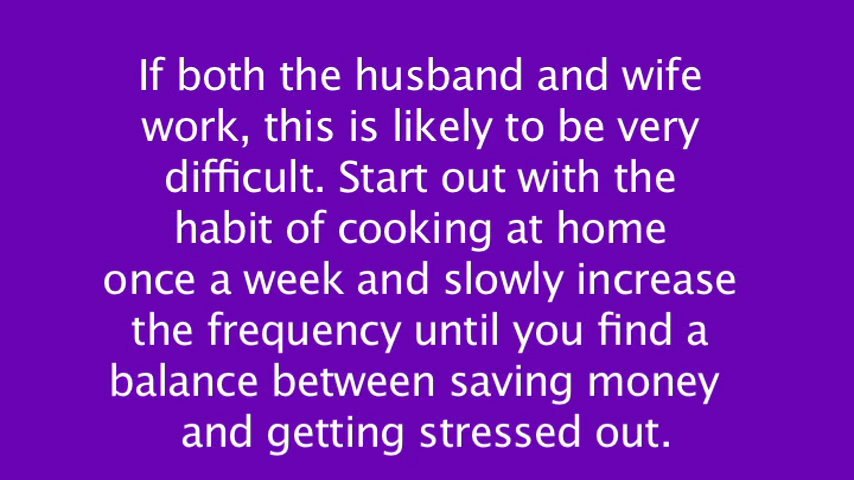 If both the husband and wife
work, this is likely to be very
difficult. Start out with the
habit of cooking at home
once a week and slowly increase
the frequency until you find a
balance between saving money
and getting stressed out.